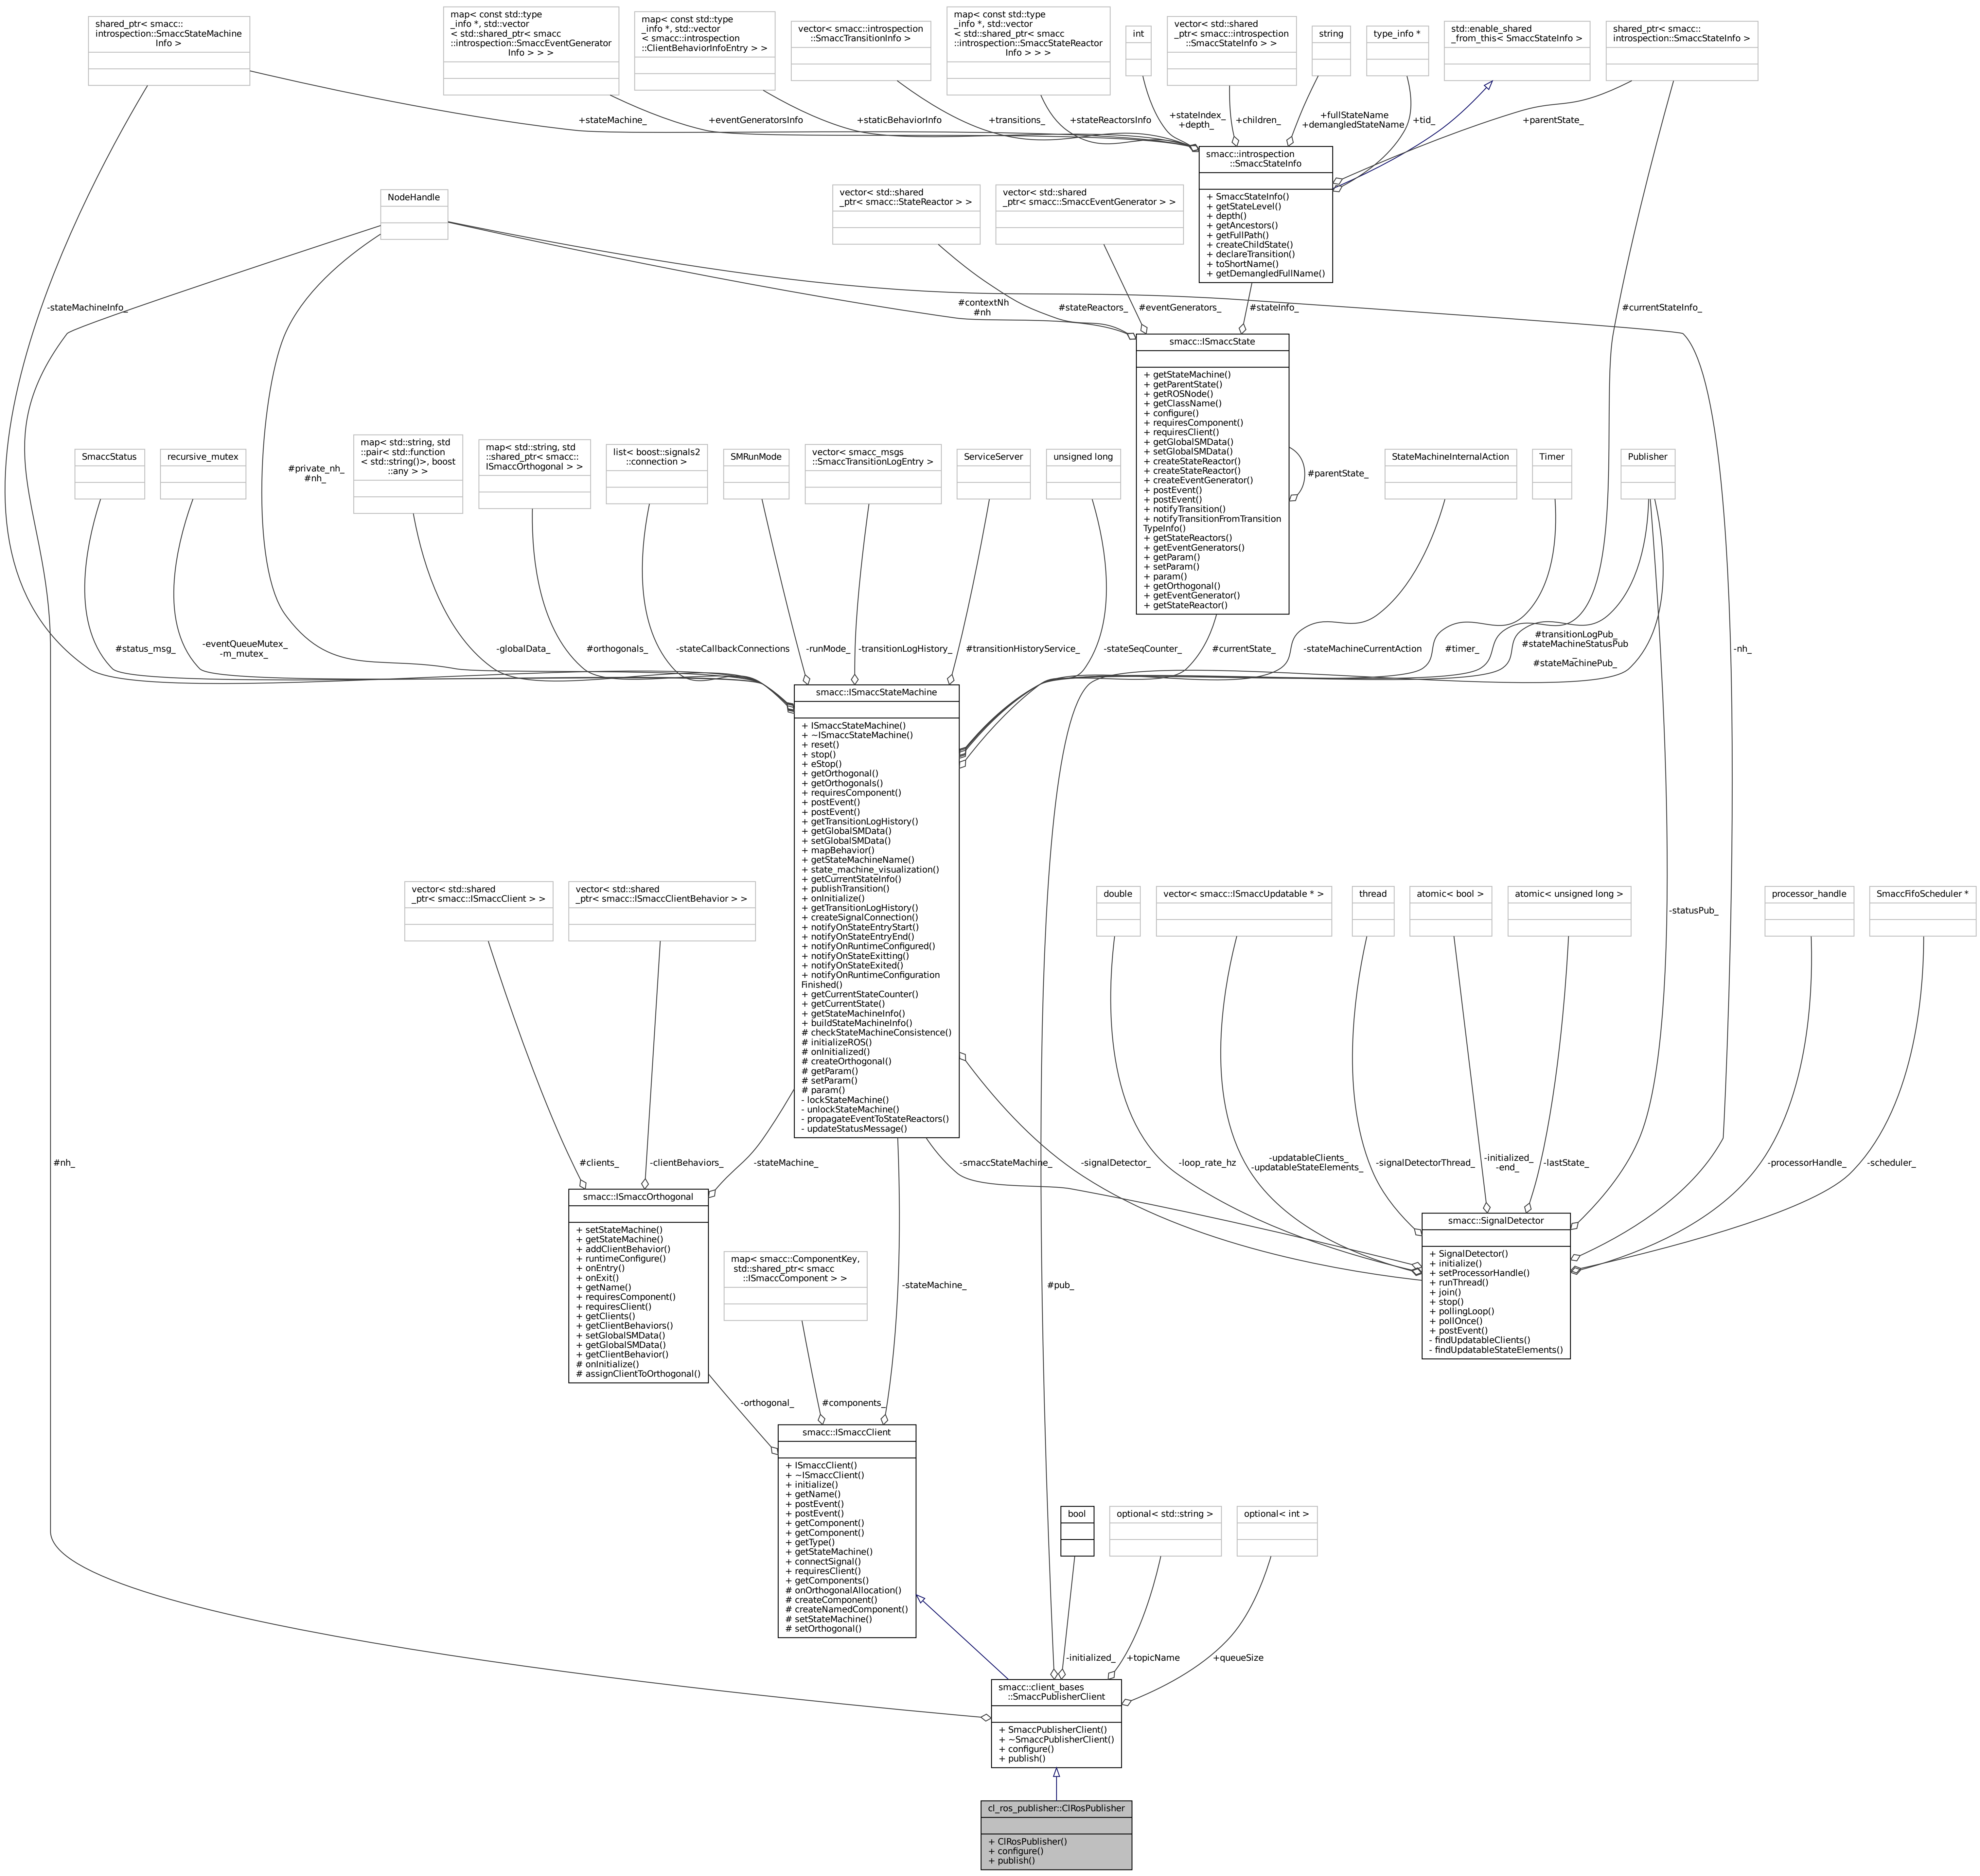 shared_ptr< smacc::
introspection::SmaccStateMachine
Info >
map< const std::type
_info *, std::vector
< std::shared_ptr< smacc
::introspection::SmaccEventGenerator
Info > > >
map< const std::type
_info *, std::vector
< smacc::introspection
::ClientBehaviorInfoEntry > >
vector< smacc::introspection
::SmaccTransitionInfo >
map< const std::type
_info *, std::vector
< std::shared_ptr< smacc
::introspection::SmaccStateReactor
Info > > >
int
vector< std::shared
_ptr< smacc::introspection
::SmaccStateInfo > >
string
type_info *
std::enable_shared
_from_this< SmaccStateInfo >
shared_ptr< smacc::
introspection::SmaccStateInfo >
+stateMachine_
+eventGeneratorsInfo
+staticBehaviorInfo
+transitions_
+stateReactorsInfo
+stateIndex_
+depth_
+children_
+fullStateName
+demangledStateName
+tid_
+parentState_
smacc::introspection
::SmaccStateInfo
+ SmaccStateInfo()
+ getStateLevel()
+ depth()
+ getAncestors()
+ getFullPath()
+ createChildState()
+ declareTransition()
+ toShortName()
+ getDemangledFullName()
NodeHandle
vector< std::shared
_ptr< smacc::StateReactor > >
vector< std::shared
_ptr< smacc::SmaccEventGenerator > >
-stateMachineInfo_
#contextNh
#nh
#stateReactors_
#eventGenerators_
#stateInfo_
#currentStateInfo_
smacc::ISmaccState
+ getStateMachine()
+ getParentState()
+ getROSNode()
+ getClassName()
+ configure()
+ requiresComponent()
+ requiresClient()
+ getGlobalSMData()
+ setGlobalSMData()
+ createStateReactor()
+ createStateReactor()
+ createEventGenerator()
+ postEvent()
+ postEvent()
+ notifyTransition()
+ notifyTransitionFromTransition
TypeInfo()
+ getStateReactors()
+ getEventGenerators()
+ getParam()
+ setParam()
+ param()
+ getOrthogonal()
+ getEventGenerator()
+ getStateReactor()
#parentState_
SmaccStatus
recursive_mutex
#private_nh_
#nh_
map< std::string, std
::pair< std::function
< std::string()>, boost
::any > >
map< std::string, std
::shared_ptr< smacc::
ISmaccOrthogonal > >
list< boost::signals2
::connection >
SMRunMode
vector< smacc_msgs
::SmaccTransitionLogEntry >
ServiceServer
unsigned long
StateMachineInternalAction
Timer
Publisher
#status_msg_
-eventQueueMutex_
-m_mutex_
-globalData_
#orthogonals_
-stateCallbackConnections
-runMode_
-transitionLogHistory_
#transitionHistoryService_
-stateSeqCounter_
#currentState_
-stateMachineCurrentAction
#timer_
#transitionLogPub_
#stateMachineStatusPub
_
#stateMachinePub_
-nh_
smacc::ISmaccStateMachine
+ ISmaccStateMachine()
+ ~ISmaccStateMachine()
+ reset()
+ stop()
+ eStop()
+ getOrthogonal()
+ getOrthogonals()
+ requiresComponent()
+ postEvent()
+ postEvent()
+ getTransitionLogHistory()
+ getGlobalSMData()
+ setGlobalSMData()
+ mapBehavior()
+ getStateMachineName()
+ state_machine_visualization()
+ getCurrentStateInfo()
+ publishTransition()
+ onInitialize()
+ getTransitionLogHistory()
+ createSignalConnection()
+ notifyOnStateEntryStart()
+ notifyOnStateEntryEnd()
+ notifyOnRuntimeConfigured()
+ notifyOnStateExitting()
+ notifyOnStateExited()
+ notifyOnRuntimeConfiguration
Finished()
+ getCurrentStateCounter()
+ getCurrentState()
+ getStateMachineInfo()
+ buildStateMachineInfo()
# checkStateMachineConsistence()
# initializeROS()
# onInitialized()
# createOrthogonal()
# getParam()
# setParam()
# param()
- lockStateMachine()
- unlockStateMachine()
- propagateEventToStateReactors()
- updateStatusMessage()
vector< std::shared
_ptr< smacc::ISmaccClient > >
vector< std::shared
_ptr< smacc::ISmaccClientBehavior > >
double
vector< smacc::ISmaccUpdatable * >
thread
atomic< bool >
atomic< unsigned long >
-statusPub_
processor_handle
SmaccFifoScheduler *
#nh_
#clients_
-clientBehaviors_
-stateMachine_
-smaccStateMachine_
-signalDetector_
-loop_rate_hz
-updatableClients_
-updatableStateElements_
-signalDetectorThread_
-initialized_
-end_
-lastState_
-processorHandle_
-scheduler_
smacc::ISmaccOrthogonal
+ setStateMachine()
+ getStateMachine()
+ addClientBehavior()
+ runtimeConfigure()
+ onEntry()
+ onExit()
+ getName()
+ requiresComponent()
+ requiresClient()
+ getClients()
+ getClientBehaviors()
+ setGlobalSMData()
+ getGlobalSMData()
+ getClientBehavior()
# onInitialize()
# assignClientToOrthogonal()
map< smacc::ComponentKey,
std::shared_ptr< smacc
::ISmaccComponent > >
-stateMachine_
#pub_
smacc::SignalDetector
+ SignalDetector()
+ initialize()
+ setProcessorHandle()
+ runThread()
+ join()
+ stop()
+ pollingLoop()
+ pollOnce()
+ postEvent()
- findUpdatableClients()
- findUpdatableStateElements()
-orthogonal_
#components_
smacc::ISmaccClient
+ ISmaccClient()
+ ~ISmaccClient()
+ initialize()
+ getName()
+ postEvent()
+ postEvent()
+ getComponent()
+ getComponent()
+ getType()
+ getStateMachine()
+ connectSignal()
+ requiresClient()
+ getComponents()
# onOrthogonalAllocation()
# createComponent()
# createNamedComponent()
# setStateMachine()
# setOrthogonal()
bool
optional< std::string >
optional< int >
-initialized_
+topicName
+queueSize
smacc::client_bases
::SmaccPublisherClient
+ SmaccPublisherClient()
+ ~SmaccPublisherClient()
+ configure()
+ publish()
cl_ros_publisher::ClRosPublisher
+ ClRosPublisher()
+ configure()
+ publish()